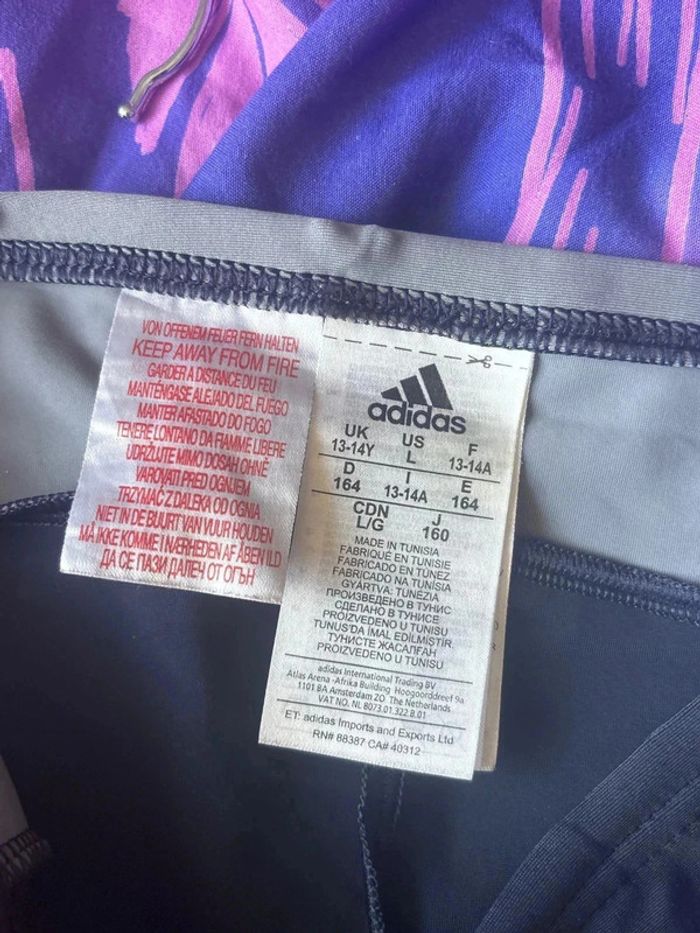 VON OFFENEM FEUER FERN HALTEN
KEEP AWAY FROM FIRE
GARDER A DISTANCE DU FEU
MANTÉNGASE ALEJADO DEL FUEGO
MANTER AFASTADO DO FOGO
TENERE LONTANO DA FIAMME LIBERE
UDRŽUJTE MIMO DOSAH OHNĚ
VAROVATI PRED OGNJEM
TRZYMAĆ Z DALEKA OD OGNIA
NIET IN DE BUURT VAN VUUR HOUDEN
MÅ IKKE KOMME I NÆRHEDEN AF ÅBEN ILD
ДА СЕ ПАЗИ ДАЛЕЧ ОТ ОГЪН
adidas
UK US F
13-14Y L 13-14A
D I E
164 13-14A 164
CDN J
L/G 160
MADE IN TUNISIA
FABRIQUÉ EN TUNISIE
FABRICADO EN TÚNEZ
FABRICADO NA TUNÍSIA
GYÁRTVA: TUNÉZIA
ПРОИЗВЕДЕНО В ТУНИС
СДЕЛАНО В ТУНИСЕ
PROIZVEDENO U TUNISU
TUNUS'DA İMAL EDİLMİSTİR.
ТУНИСТЕ ЖАСАЛҒАН
PROIZVEDENO U TUNISU
adidas International Trading BV
Atlas Arena -Afrika Building Hoogoorddreef 9a
1101 BA Amsterdam ZO The Netherlands
VAT NO. NL 8073.01.322 B.01
ET: adidas Imports and Exports Ltd
RN# 88387 CA# 40312